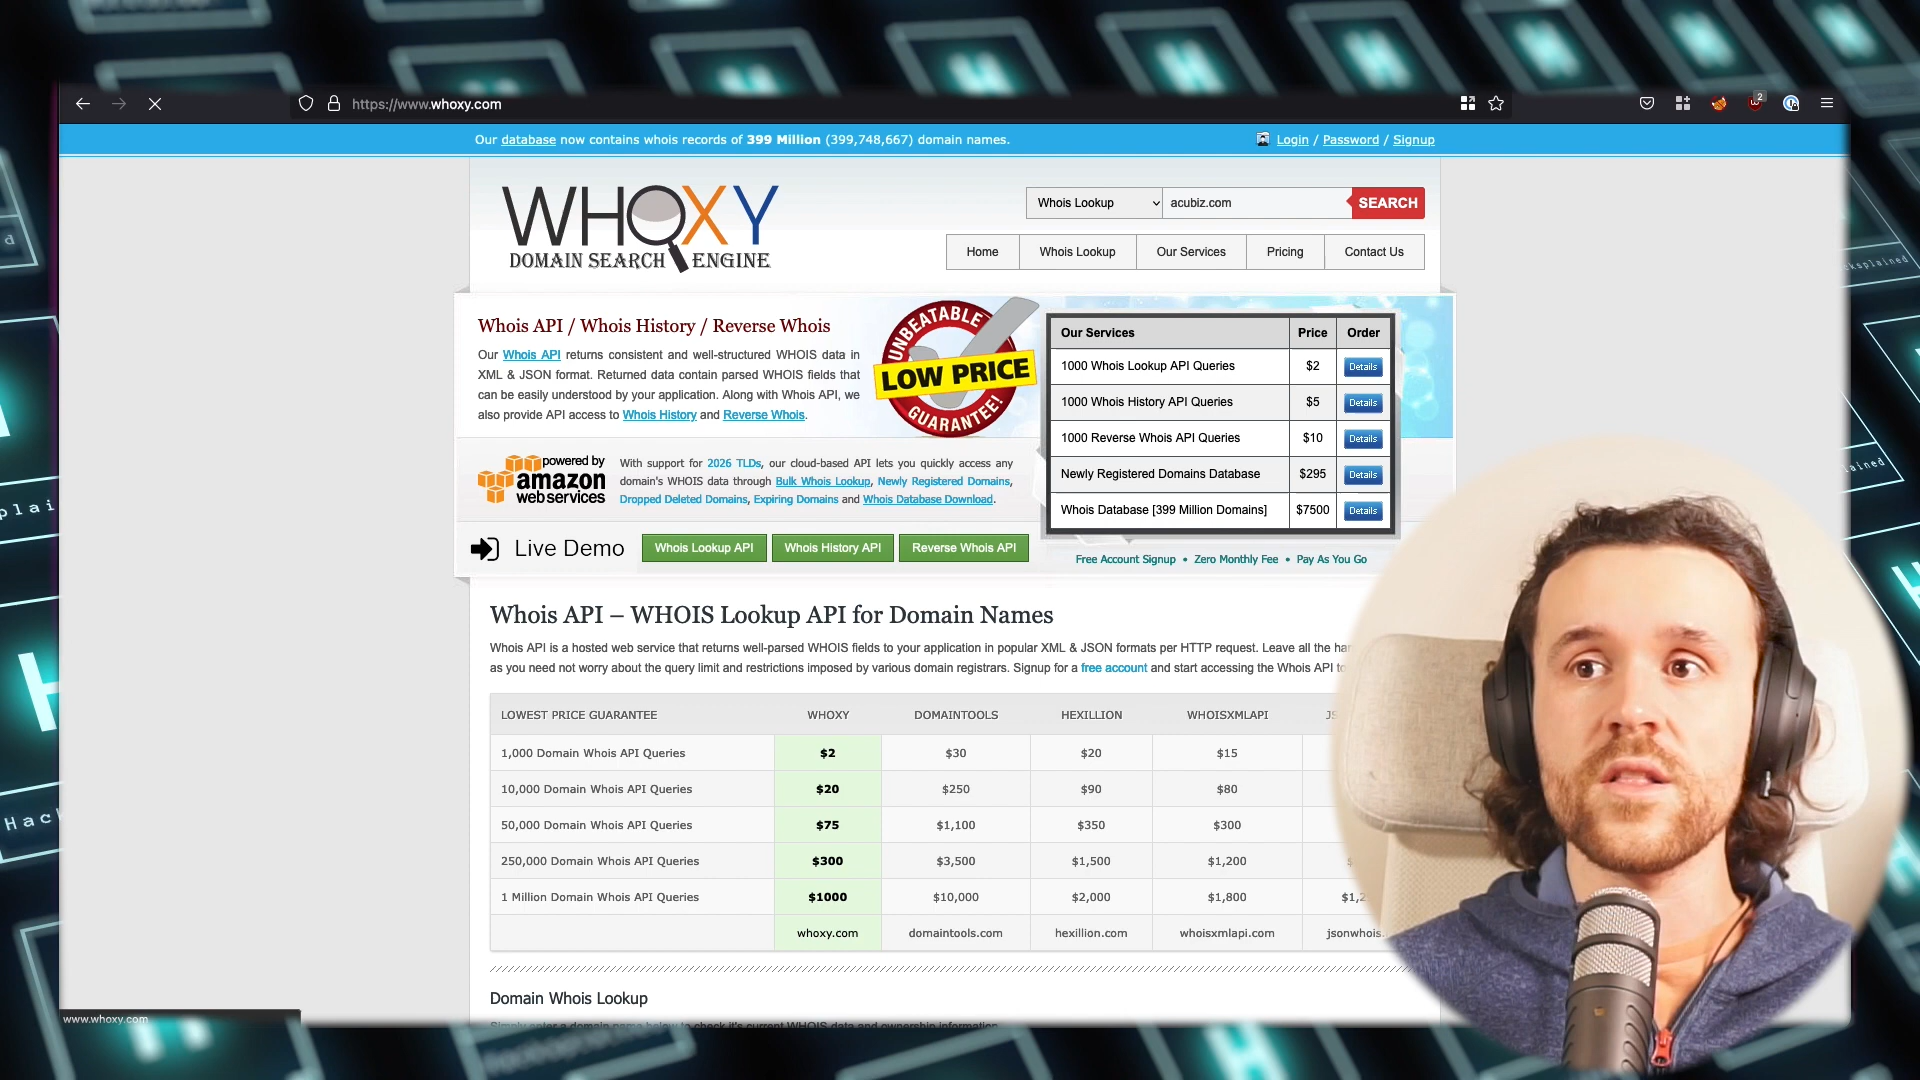 https://www.whoxy.com
2
Our database now contains whois records of 399 Million (399,748,667) domain names.
Login / Password / Signup
WHOXY
DOMAIN SEARCH ENGINE
Whois Lookup
acubiz.com
SEARCH
Home
Whois Lookup
Our Services
Pricing
Contact Us
Whois API / Whois History / Reverse Whois
Our Whois API returns consistent and well-structured WHOIS data in
XML & JSON format. Returned data contain parsed WHOIS fields that
can be easily understood by your application. Along with Whois API, we
also provide API access to Whois History and Reverse Whois.
UNBEATABLE
LOW PRICE
GUARANTEE!
Our Services Price Order
1000 Whois Lookup API Queries $2 Details
1000 Whois History API Queries $5 Details
1000 Reverse Whois API Queries $10 Details
Newly Registered Domains Database $295 Details
Whois Database [399 Million Domains] $7500 Details
powered by
amazon
web services
With support for 2026 TLDs, our cloud-based API lets you quickly access any
domain's WHOIS data through Bulk Whois Lookup, Newly Registered Domains,
Dropped Deleted Domains, Expiring Domains and Whois Database Download.
Live Demo
Whois Lookup API
Whois History API
Reverse Whois API
Free Account Signup • Zero Monthly Fee • Pay As You Go
Whois API – WHOIS Lookup API for Domain Names
Whois API is a hosted web service that returns well-parsed WHOIS fields to your application in popular XML & JSON formats per HTTP request. Leave all the
as you need not worry about the query limit and restrictions imposed by various domain registrars. Signup for a free account and start accessing the Whois API
LOWEST PRICE GUARANTEE WHOXY DOMAINTOOLS HEXILLION WHOISXMLAPI
1,000 Domain Whois API Queries $2 $30 $20 $15
10,000 Domain Whois API Queries $20 $250 $90 $80
50,000 Domain Whois API Queries $75 $1,100 $350 $300
250,000 Domain Whois API Queries $300 $3,500 $1,500 $1,200
1 Million Domain Whois API Queries $1000 $10,000 $2,000 $1,800
whoxy.com domaintools.com hexillion.com whoisxmlapi.com jsonwhois.
Domain Whois Lookup
Simply enter a domain name below to check it's current WHOIS data and ownership information.
www.whoxy.com